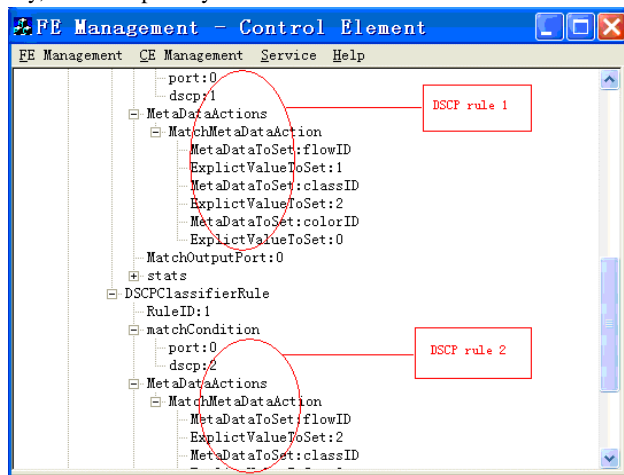 FE Management - Control Element
FE Management CE Management Service Help
port:0
dscp:1
MetaDataActions
MatchMetaDataAction
MetaDataToSet:flowID
ExplictValueToSet:1
MetaDataToSet:classID
ExplictValueToSet:2
MetaDataToSet:colorID
ExplictValueToSet:0
MatchOutputPort:0
stats
DSCPClassifierRule
RuleID:1
matchCondition
port:0
dscp:2
MetaDataActions
MatchMetaDataAction
MetaDataToSet:flowID
ExplictValueToSet:2
MetaDataToSet:classID
DSCP rule 1
DSCP rule 2